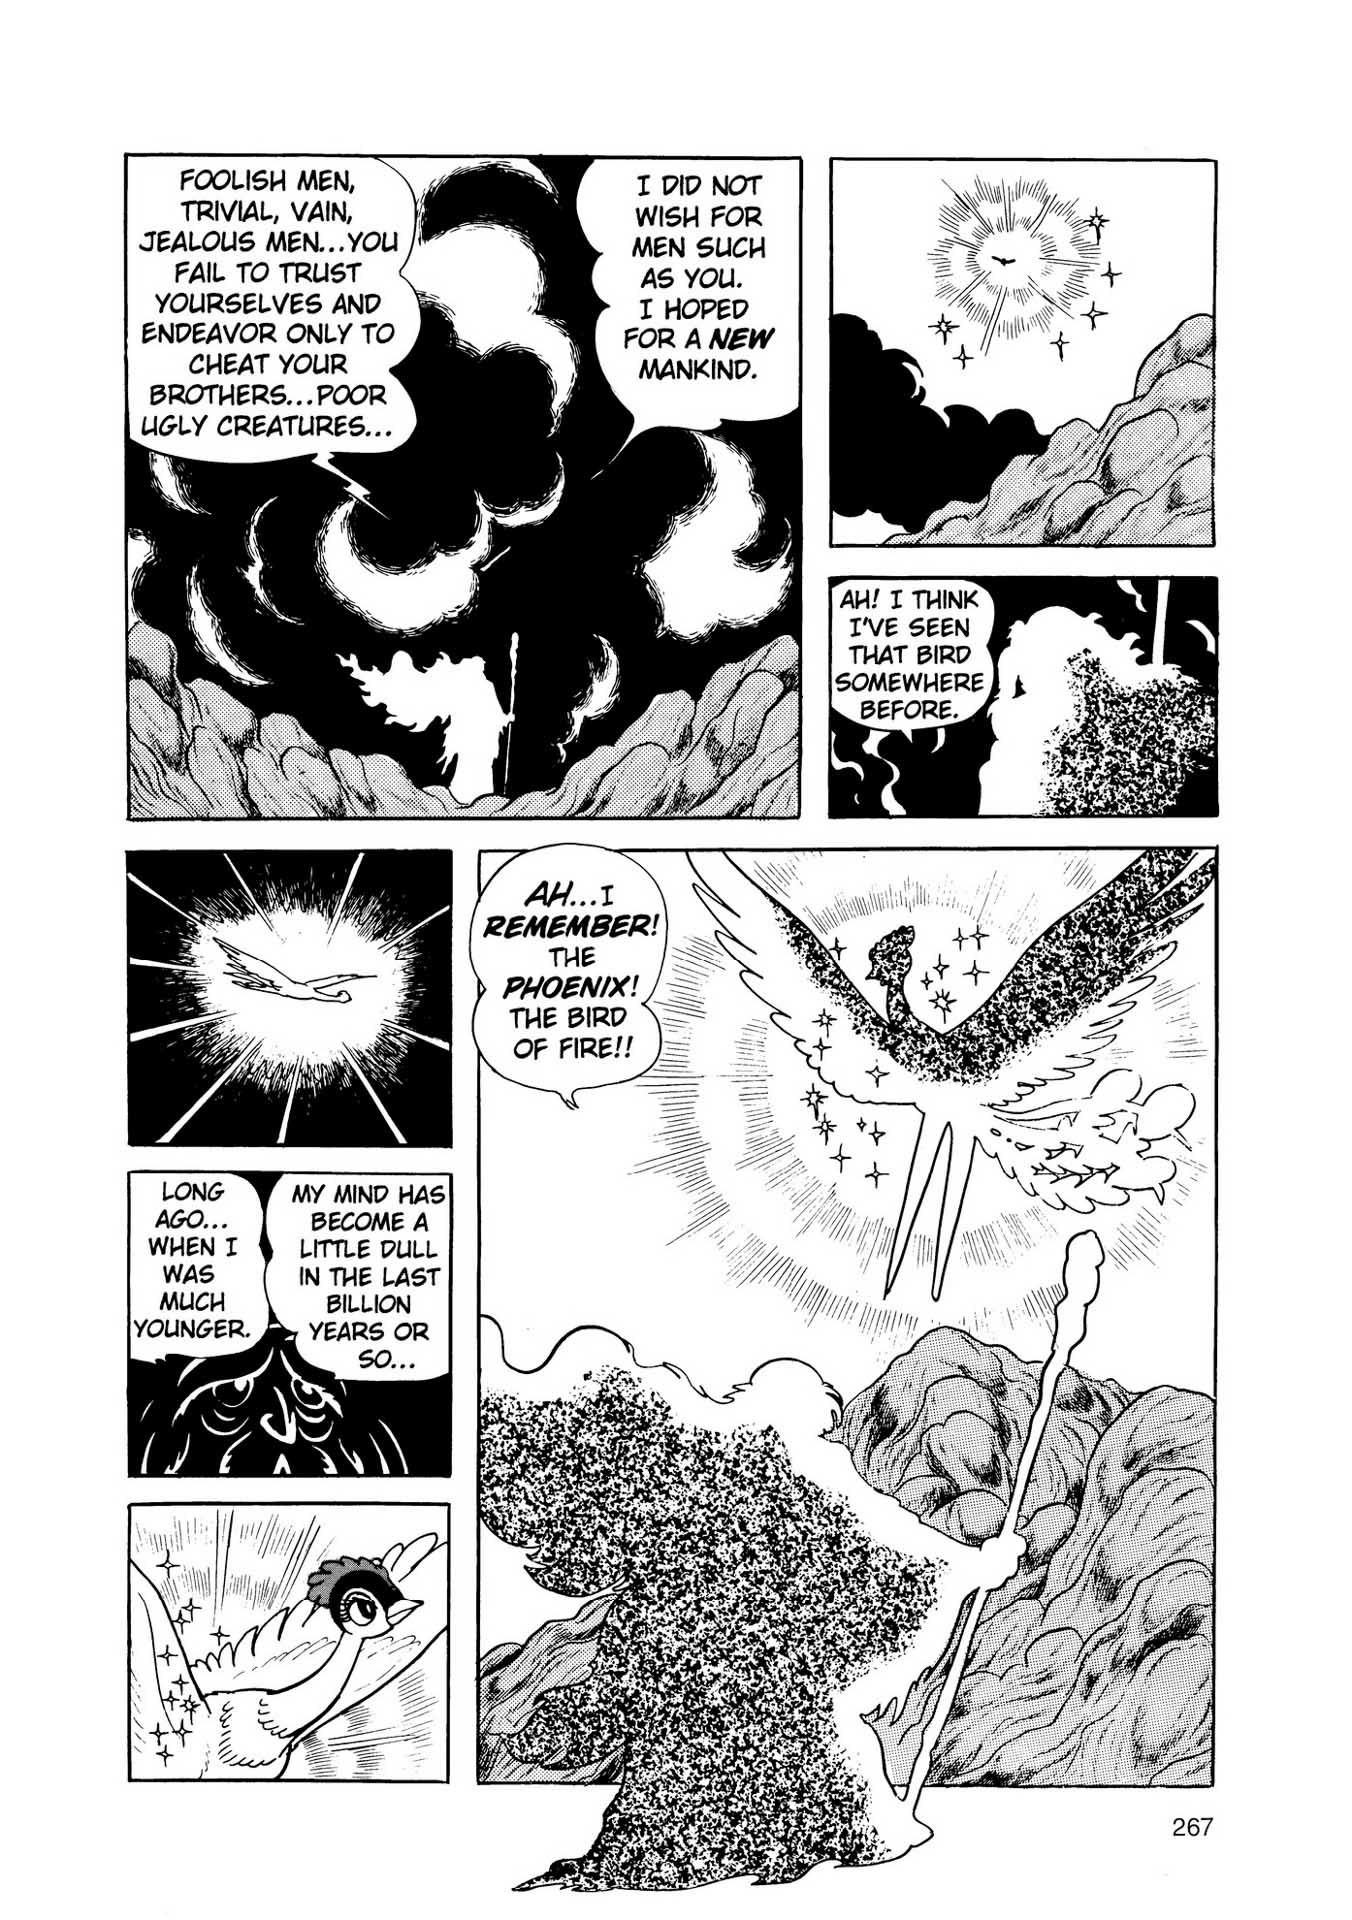 FOOLISH MEN,
TRIVIAL, VAIN,
JEALOUS MEN...YOU
FAIL TO TRUST
YOURSELVES AND
ENDEAVOR ONLY TO
CHEAT YOUR
BROTHERS...POOR
UGLY CREATURES...
I DID NOT
WISH FOR
MEN SUCH
AS YOU.
I HOPED
FOR A NEW
MANKIND.
AH! I THINK
I'VE SEEN
THAT BIRD
SOMEWHERE
BEFORE.
LONG
AGO...
WHEN I
WAS
MUCH
YOUNGER.
MY MIND HAS
BECOME A
LITTLE DULL
IN THE LAST
BILLION
YEARS OR
SO...
AH...I
REMEMBER!
THE
PHOENIX!
THE BIRD
OF FIRE!!
267